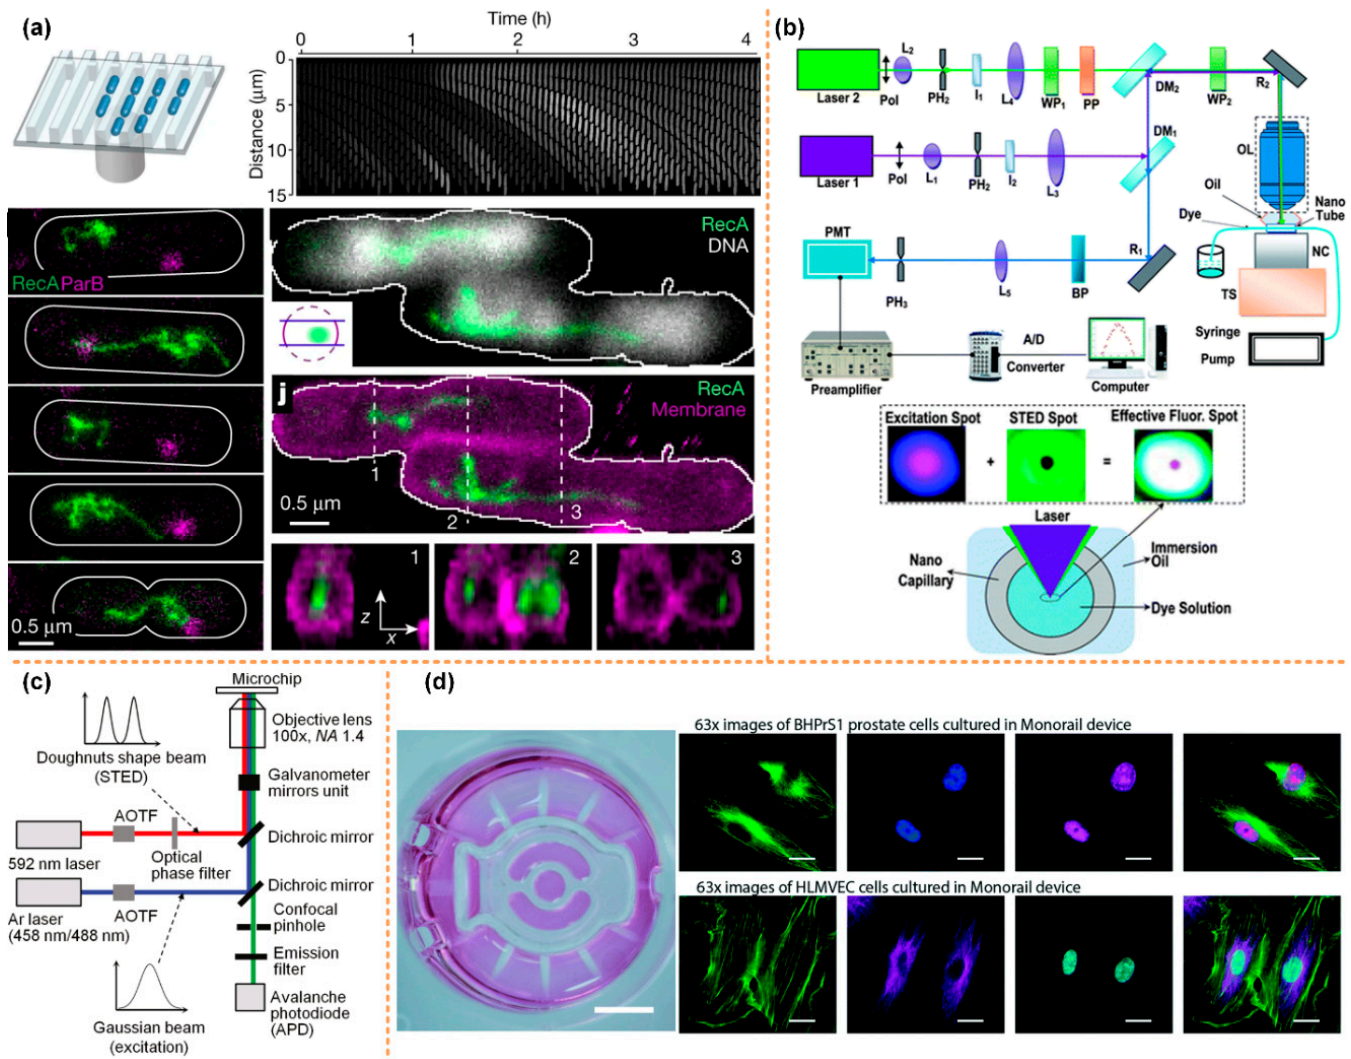 (a)
Time (h)
0 1 2 3 4
Distance (μm)
0
5
10
15
RecA ParB
0.5 μm
RecA
DNA
j
RecA
Membrane
1
2
3
0.5 μm
1
z
x
2
3
(b)
Laser 2
Pol
L2
PH2
I1
L4
WP1
PP
DM2
WP2
R2
Laser 1
Pol
L1
PH2
I2
L3
DM1
OL
Oil
Nano
Tube
Dye
NC
TS
PMT
PH3
L5
BP
R1
Syringe
Pump
Preamplifier
A/D
Converter
Computer
Excitation Spot
STED Spot
Effective Fluor. Spot
+
=
Laser
Nano
Capillary
Immersion
Oil
Dye Solution
(c)
Microchip
Objective lens
100x, NA 1.4
Doughnuts shape beam
(STED)
Galvanometer
mirrors unit
AOTF
Dichroic mirror
592 nm laser
Optical
phase filter
Dichroic mirror
Ar laser
(458 nm/488 nm)
AOTF
Confocal
pinhole
Emission
filter
Avalanche
photodiode
(APD)
Gaussian beam
(excitation)
(d)
63x images of BHPrS1 prostate cells cultured in Monorail device
63x images of HLMVEC cells cultured in Monorail device